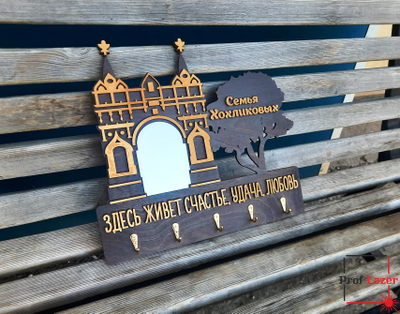 Семья
Хохликовых
ЗДЕСЬ ЖИВЕТ СЧАСТЬЕ, УДАЧА, ЛЮБОВЬ
Prof Lazer